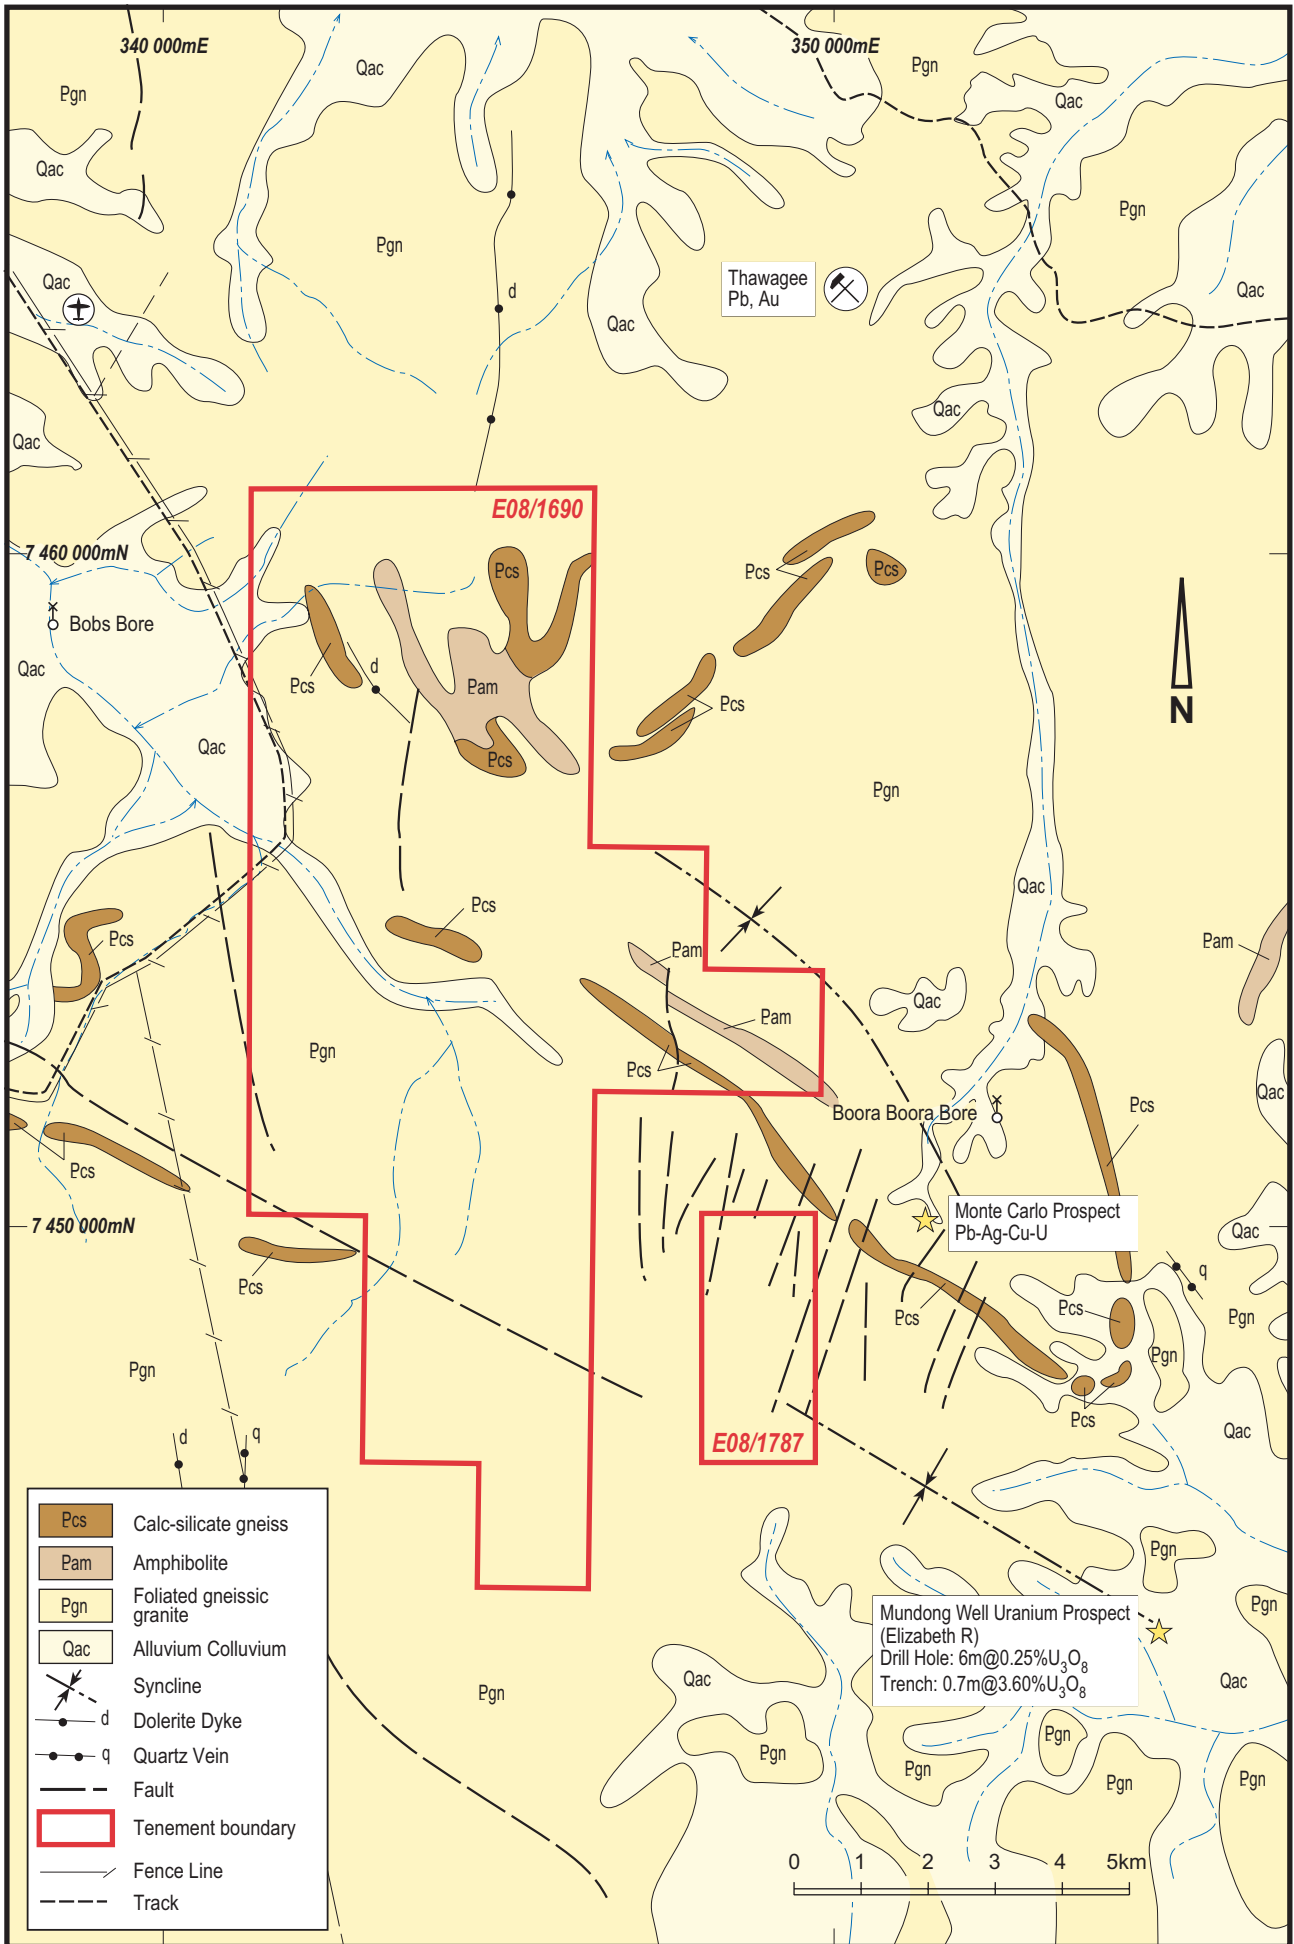 340 000mE
350 000mE
Qac
Pgn
Pgn
Qac
Qac
Pgn
Pgn
Qac
Thawagee
Pb, Au
Qac
d
Qac
Qac
Qac
E08/1690
7 460 000mN
Pcs
Pcs
Pcs
Bobs Bore
Qac
Pcs
d
Pam
Pcs
N
Qac
Pcs
Pgn
Qac
Pcs
Pcs
Pam
Pam
Qac
Pam
Pgn
Pcs
Qac
Boora Boora Bore
Pcs
Pcs
7 450 000mN
Monte Carlo Prospect
Pb-Ag-Cu-U
Qac
Pcs
q
Pcs
Pcs
Pgn
Pgn
Pgn
Pcs
Qac
d
q
E08/1787
Pgn
Pgn
Mundong Well Uranium Prospect
(Elizabeth R)
Drill Hole: 6m@0.25%U3O8
Trench: 0.7m@3.60%U3O8
Qac
Qac
Pgn
Pgn
Pgn
Pgn
Pgn
Pgn
0 1 2 3 4 5km
Pcs Calc-silicate gneiss
Pam Amphibolite
Pgn Foliated gneissic
granite
Qac Alluvium Colluvium
Syncline
d Dolerite Dyke
q Quartz Vein
Fault
Tenement boundary
Fence Line
Track